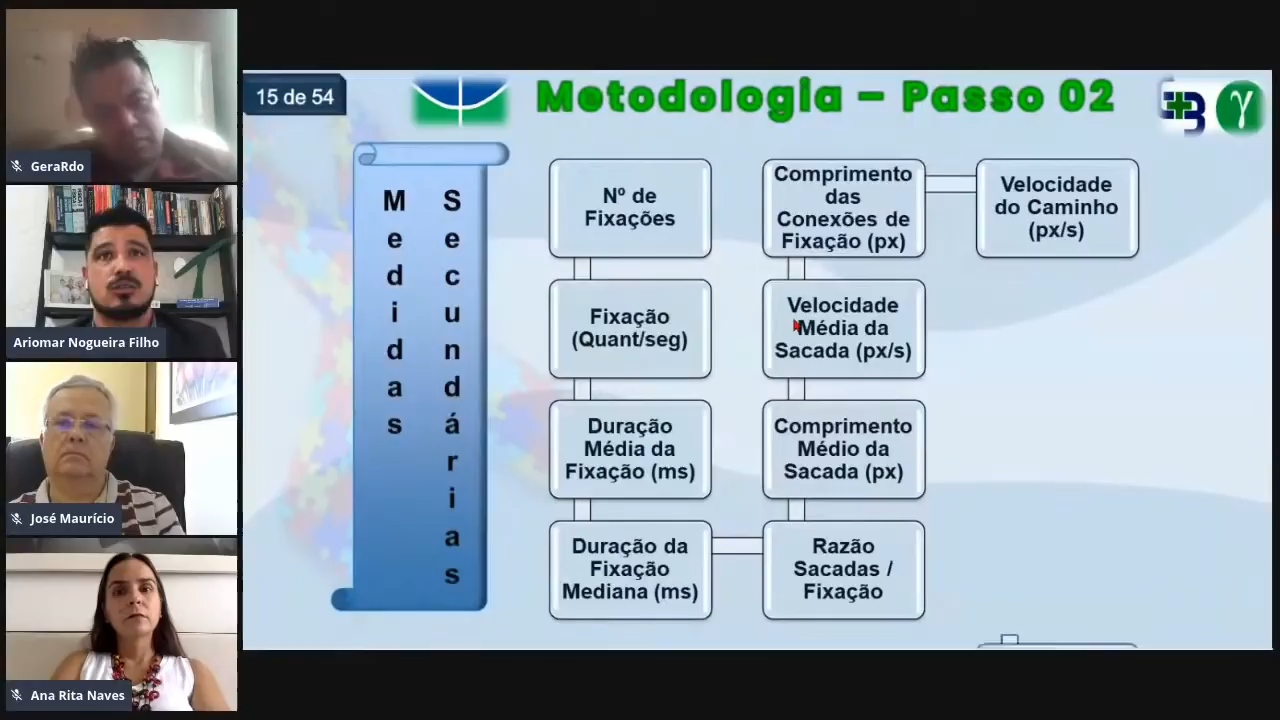 GeraRdo
Ariomar Nogueira Filho
José Maurício
Ana Rita Naves
15 de 54
Metodologia – Passo 02
Medidas
Secundárias
Nº de
Fixações
Fixação
(Quant/seg)
Duração
Média da
Fixação (ms)
Duração da
Fixação
Mediana (ms)
Razão
Sacadas /
Fixação
Comprimento
Médio da
Sacada (px)
Velocidade
Média da
Sacada (px/s)
Comprimento
das
Conexões de
Fixação (px)
Velocidade
do Caminho
(px/s)